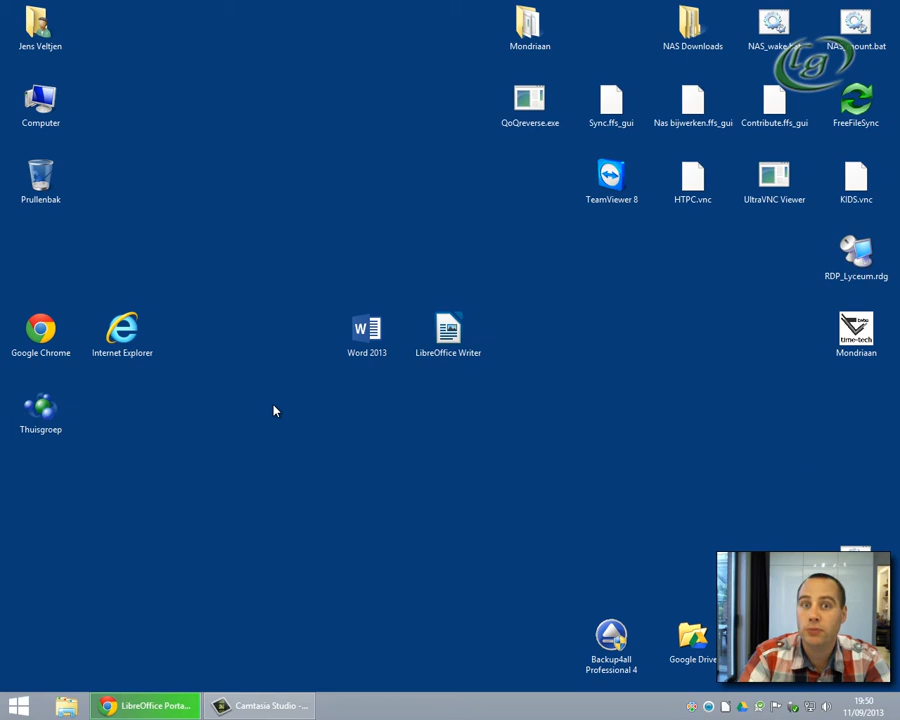 Jens Veltjen
Mondriaan
NAS Downloads
NAS_wake.bat
NAS_mount.bat
lg
Computer
QoQreverse.exe
Sync.ffs_gui
Nas bijwerken.ffs_gui
Contribute.ffs_gui
FreeFileSync
Prullenbak
TeamViewer 8
HTPC.vnc
UltraVNC Viewer
KIDS.vnc
RDP_Lyceum.rdg
Google Chrome
Internet Explorer
Word 2013
LibreOffice Writer
time-tech
Mondriaan
Thuisgroep
Backup4all
Professional 4
Google Drive
LibreOffice Porta...
Camtasia Studio -...
19:50
11/09/2013